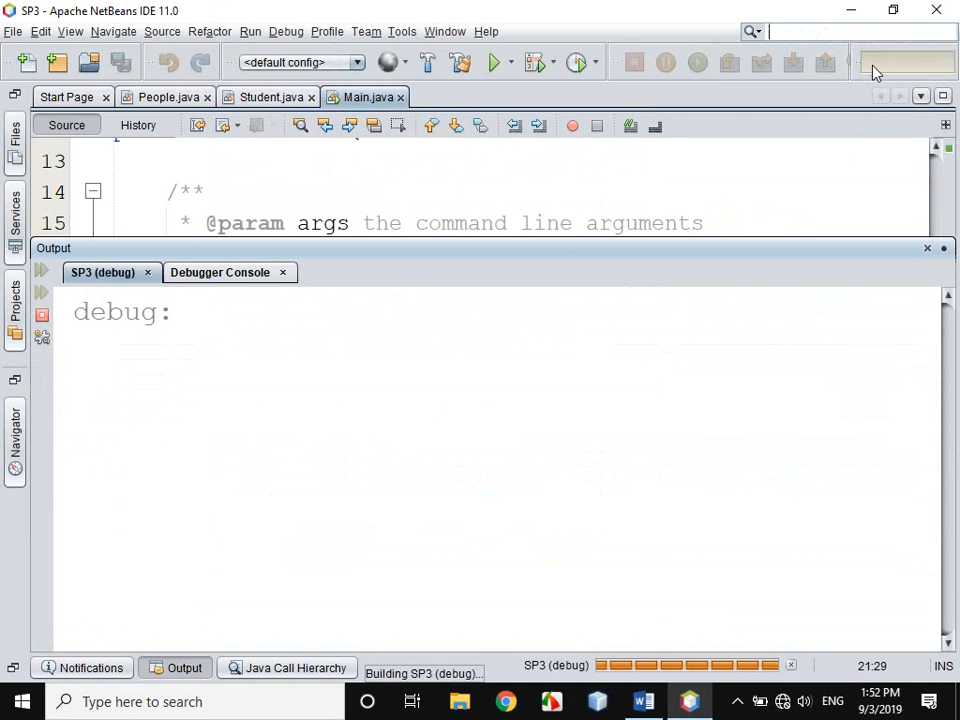 SP3 - Apache NetBeans IDE 11.0
File Edit View Navigate Source Refactor Run Debug Profile Team Tools Window Help
<default config>
Start Page People.java Student.java Main.java
Source History
Files
Services
Projects
Navigator
13
14 /**
15 * @param args the command line arguments
Output
SP3 (debug) Debugger Console
debug:
Notifications Output Java Call Hierarchy Building SP3 (debug)... SP3 (debug) 21:29 INS
Type here to search ENG 1:52 PM
9/3/2019